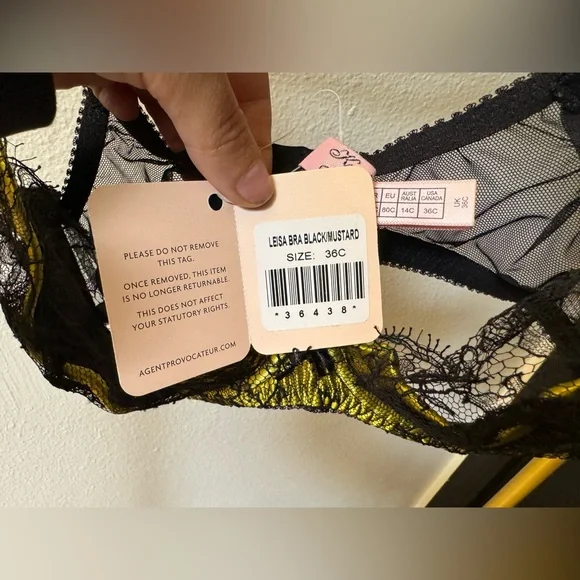 PLEASE DO NOT REMOVE
THIS TAG.
ONCE REMOVED, THIS ITEM
IS NO LONGER RETURNABLE.
THIS DOES NOT AFFECT
YOUR STATUTORY RIGHTS.
AGENTPROVOCATEUR.COM
LEISA BRA BLACK/MUSTARD
SIZE: 36C
*36438*
EU
80C
AUST
RALIA
14C
USA
CANADA
36C
UK
36C